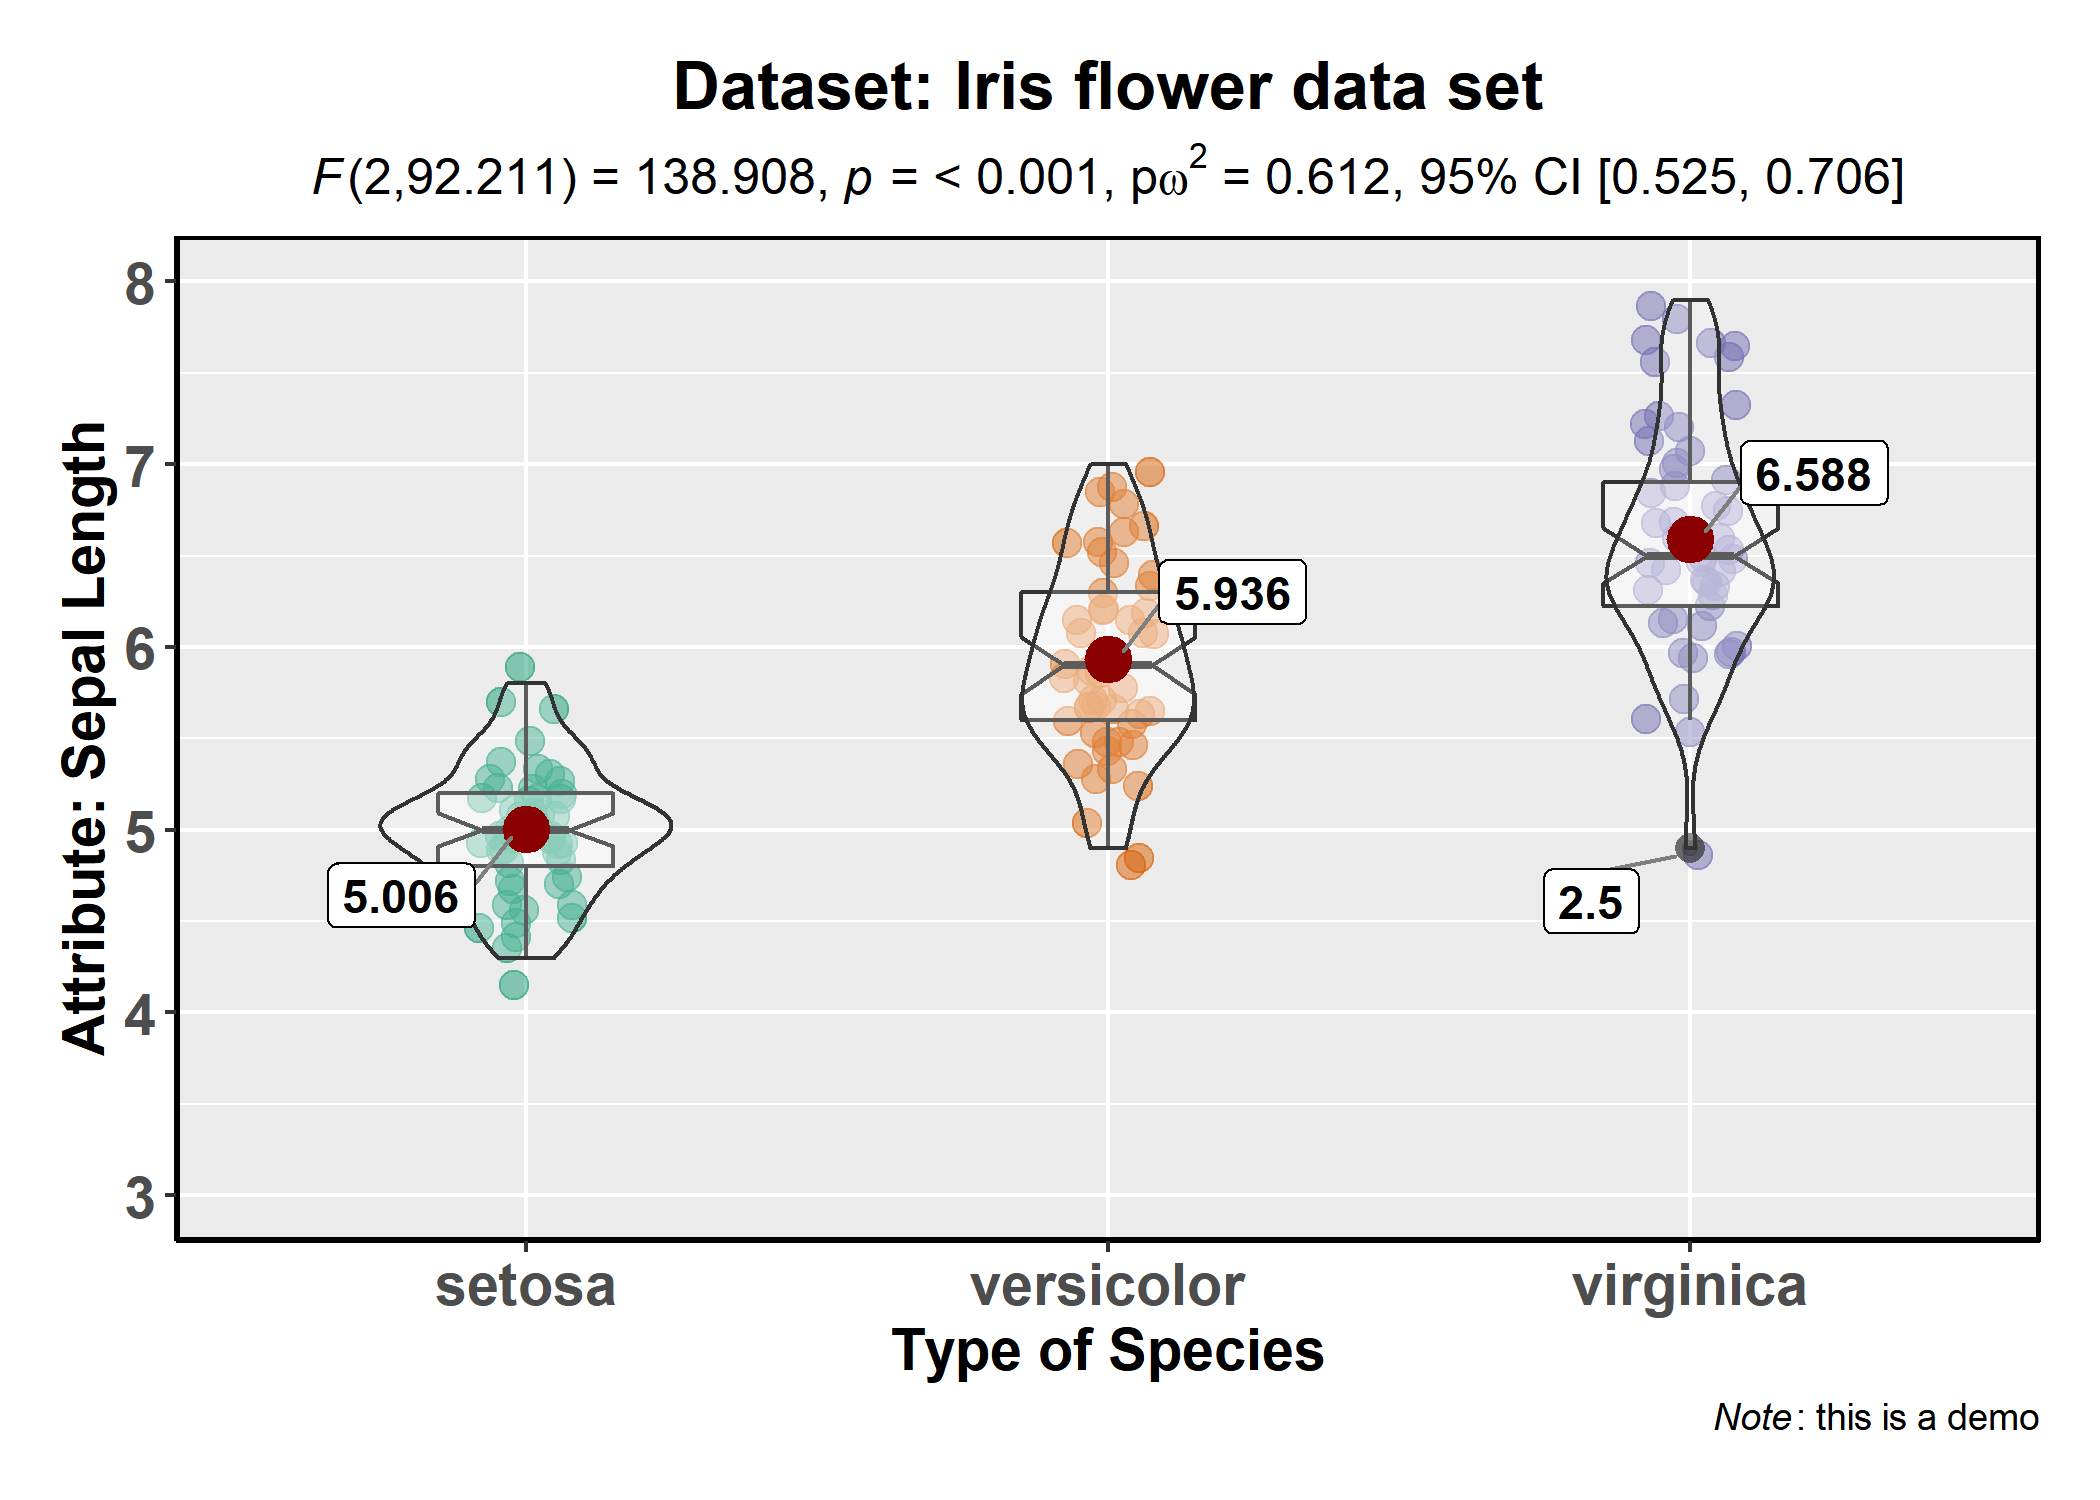 Dataset: Iris flower data set
F(2,92.211) = 138.908, p = < 0.001, pω² = 0.612, 95% CI [0.525, 0.706]
Attribute: Sepal Length
8
7
6
5
4
3
6.588
5.936
5.006
2.5
setosa versicolor virginica
Type of Species
Note: this is a demo